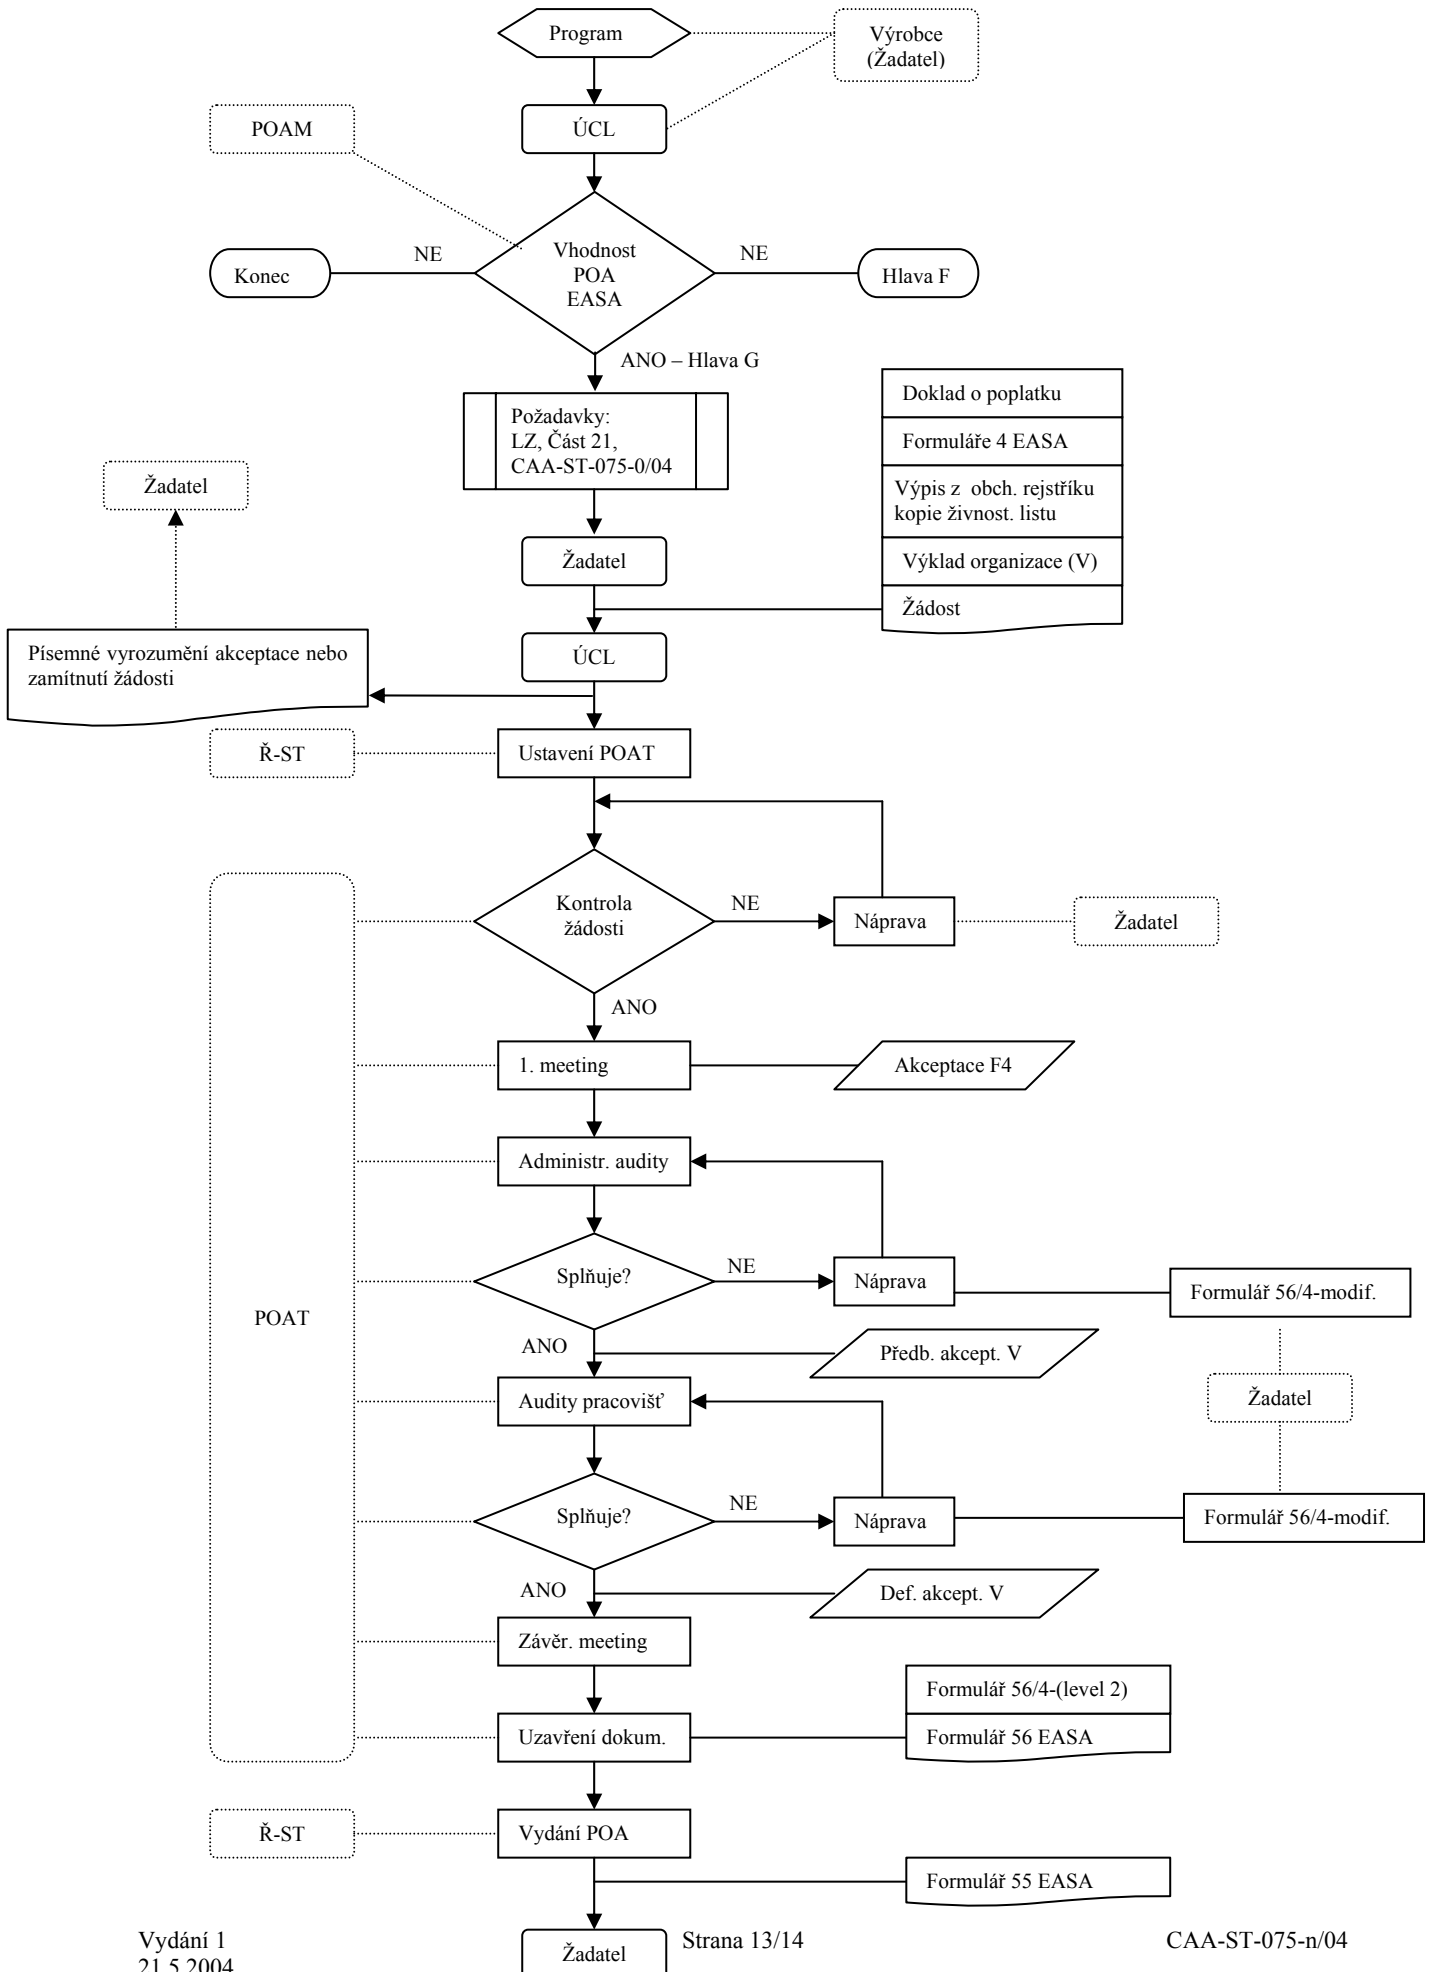 Program
Výrobce
(Žadatel)
POAM
ÚCL
Konec
NE
Vhodnost
POA
EASA
NE
Hlava F
ANO – Hlava G
Požadavky:
LZ, Část 21,
CAA-ST-075-0/04
Doklad o poplatku
Formuláře 4 EASA
Výpis z obch. rejstříku
kopie živnost. listu
Výklad organizace (V)
Žádost
Žadatel
Žadatel
ÚCL
Písemné vyrozumění akceptace nebo
zamítnutí žádosti
Ř-ST
Ustavení POAT
Kontrola
žádosti
NE
Náprava
Žadatel
ANO
1. meeting
Akceptace F4
Administr. audity
Splňuje?
NE
Náprava
Formulář 56/4-modif.
POAT
ANO
Předb. akcept. V
Audity pracovišť
Žadatel
Splňuje?
NE
Náprava
Formulář 56/4-modif.
ANO
Def. akcept. V
Závěr. meeting
Formulář 56/4-(level 2)
Uzavření dokum.
Formulář 56 EASA
Ř-ST
Vydání POA
Formulář 55 EASA
Žadatel
Vydání 1
21.5.2004
Strana 13/14
CAA-ST-075-n/04